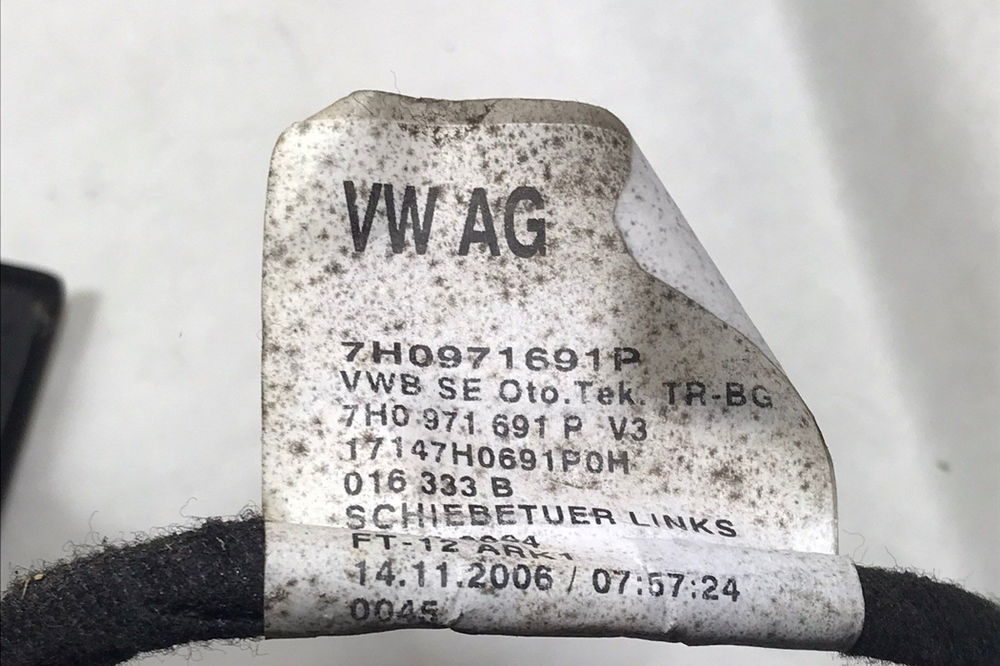 VW AG
7H0971691P
VWB SE Oto.Tek. TR-BG
7H0 971 691 P V3
17147H0691P0H
016 333 B
SCHIEBETUER LINKS
14.11.2006 / 07:57:24
0045